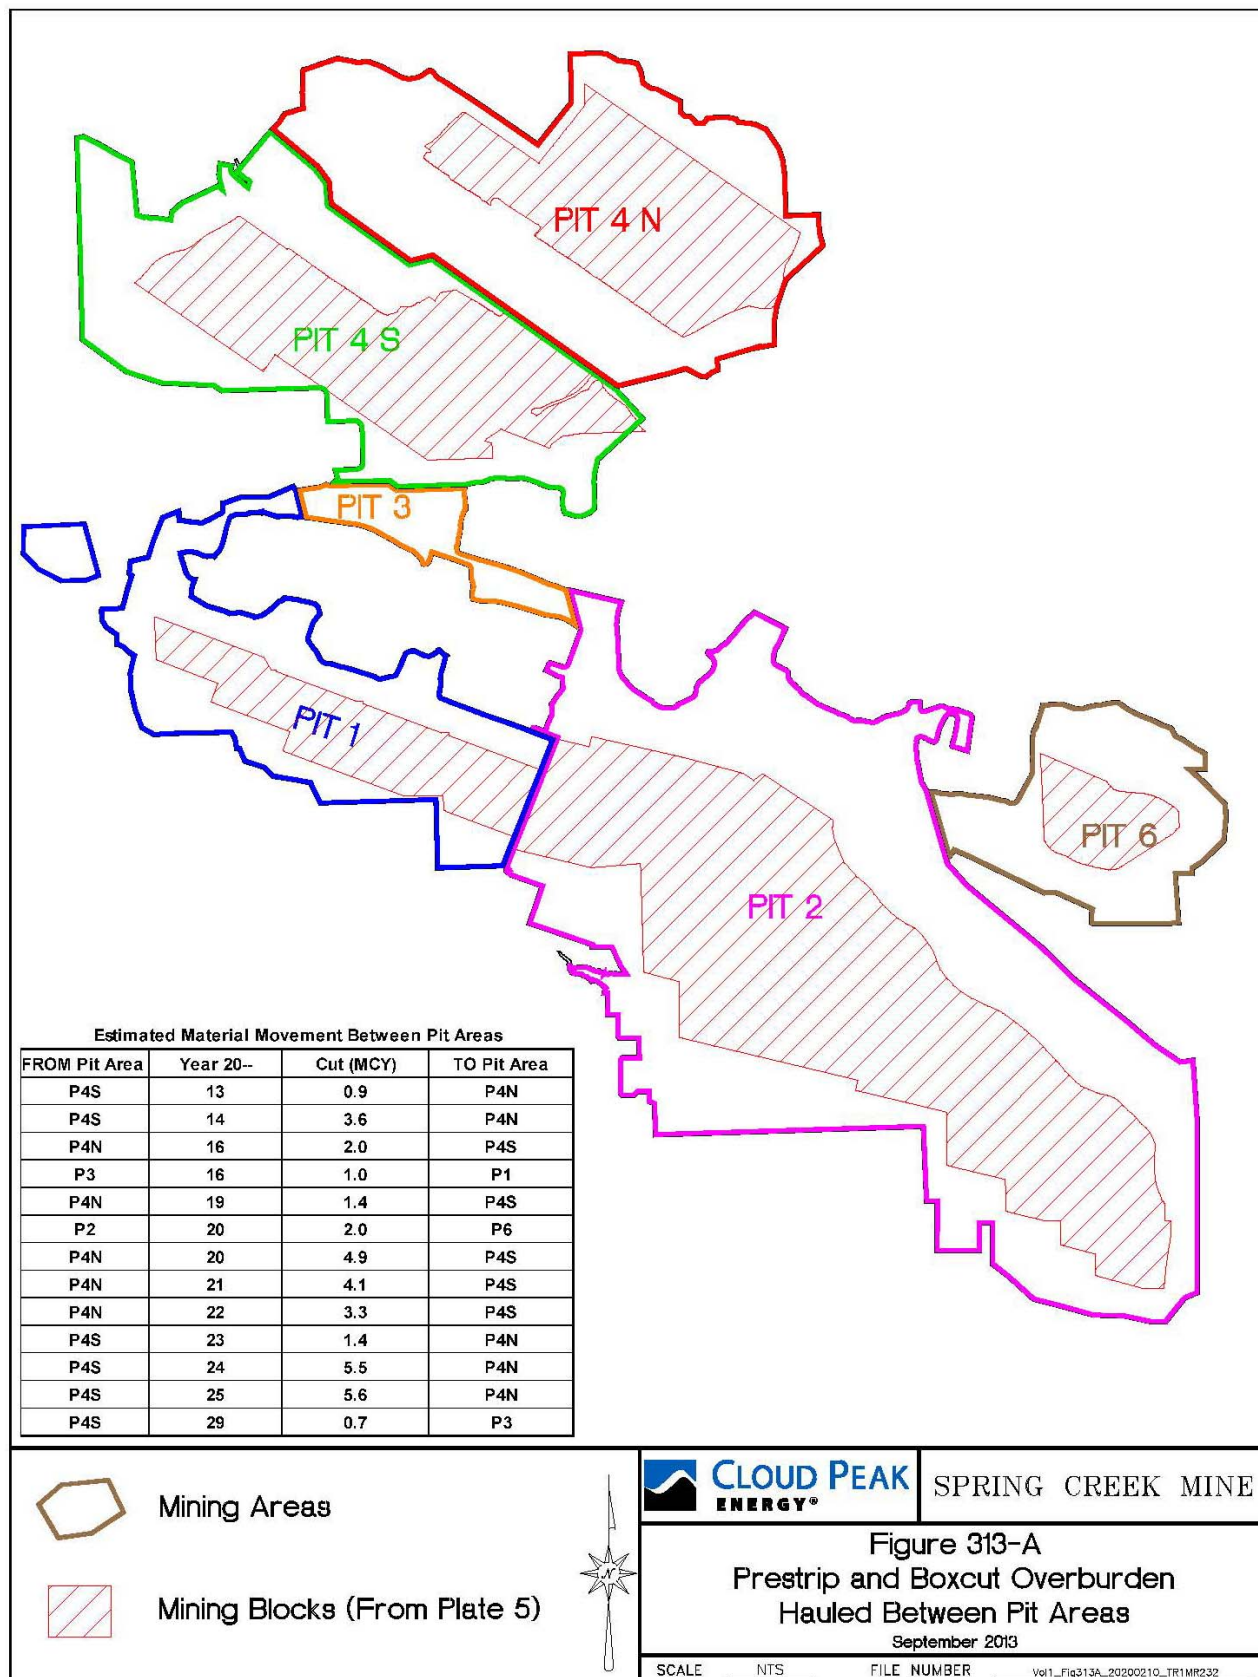 PIT 4 N
PIT 4 S
PIT 3
PIT 1
PIT 6
PIT 2
Estimated Material Movement Between Pit Areas
FROM Pit Area Year 20-- Cut (MCY) TO Pit Area
P4S 13 0.9 P4N
P4S 14 3.6 P4N
P4N 16 2.0 P4S
P3 16 1.0 P1
P4N 19 1.4 P4S
P2 20 2.0 P6
P4N 20 4.9 P4S
P4N 21 4.1 P4S
P4N 22 3.3 P4S
P4S 23 1.4 P4N
P4S 24 5.5 P4N
P4S 25 5.6 P4N
P4S 29 0.7 P3
Mining Areas
Mining Blocks (From Plate 5)
N
CLOUD PEAK
ENERGY®
SPRING CREEK MINE
Figure 313-A
Prestrip and Boxcut Overburden
Hauled Between Pit Areas
September 2013
SCALE NTS FILE NUMBER Vol1_Fig313A_20200210_TR1MR232